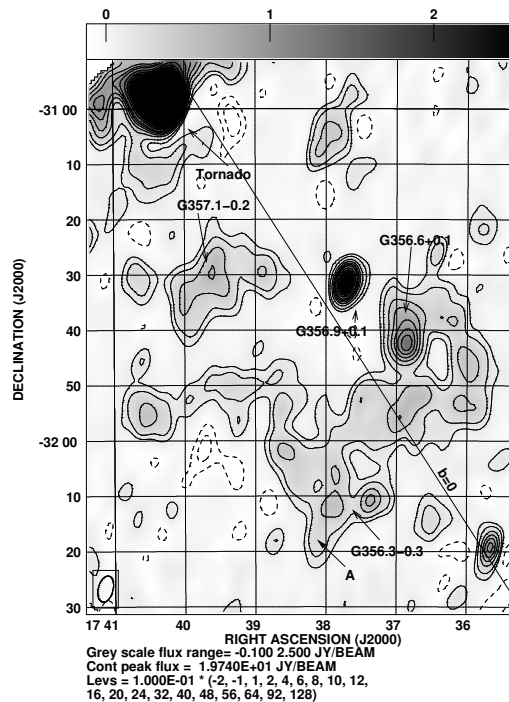 0 1 2
-31 00
10
Tornado
G357.1−0.2
20
G356.6+0.1
30
G356.9+0.1
40
DECLINATION (J2000)
50
-32 00
b=0
10
G356.3−0.3
20
A
30
17 41 40 39 38 37 36
RIGHT ASCENSION (J2000)
Grey scale flux range= -0.100 2.500 JY/BEAM
Cont peak flux = 1.9740E+01 JY/BEAM
Levs = 1.000E-01 * (-2, -1, 1, 2, 4, 6, 8, 10, 12,
16, 20, 24, 32, 40, 48, 56, 64, 92, 128)